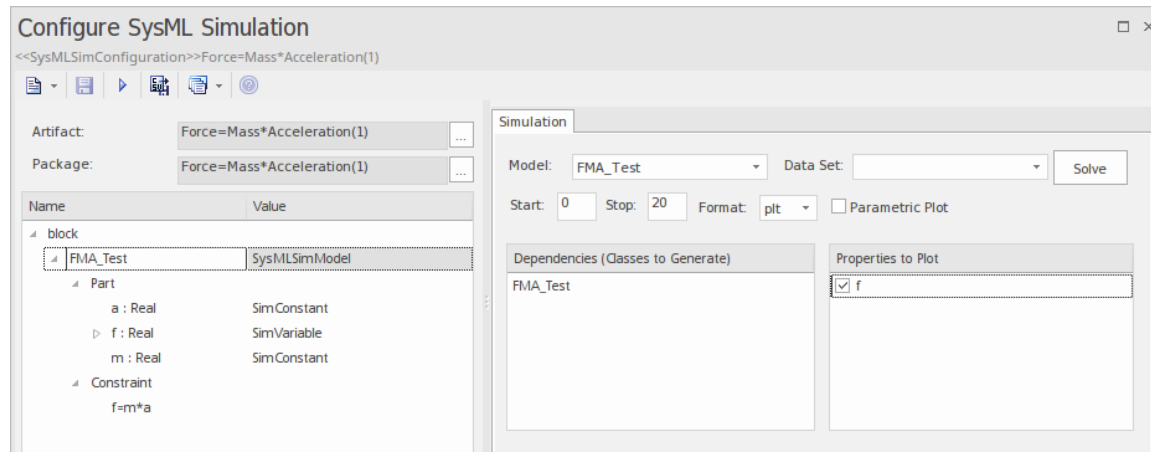 Configure SysML Simulation
<<SysMLSimConfiguration>>Force=Mass*Acceleration(1)
Artifact: Force=Mass*Acceleration(1) ...
Package: Force=Mass*Acceleration(1) ...
Name Value
block
FMA_Test SysMLSimModel
Part
a : Real SimConstant
f : Real SimVariable
m : Real SimConstant
Constraint
f=m*a
Simulation
Model: FMA_Test Data Set: Solve
Start: 0 Stop: 20 Format: plt Parametric Plot
Dependencies (Classes to Generate) Properties to Plot
FMA_Test f